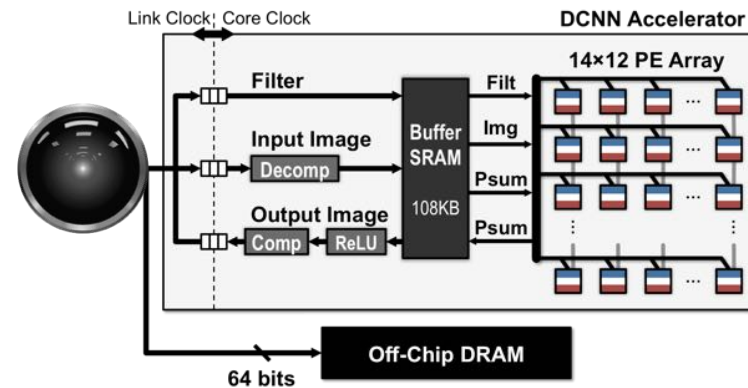 Link Clock Core Clock
DCNN Accelerator
14×12 PE Array
Filter
Filt
Input Image
Img
Decomp
Buffer
SRAM
108KB
Psum
Output Image
Comp
ReLU
Psum
...
...
...
...
...
...
Off-Chip DRAM
64 bits